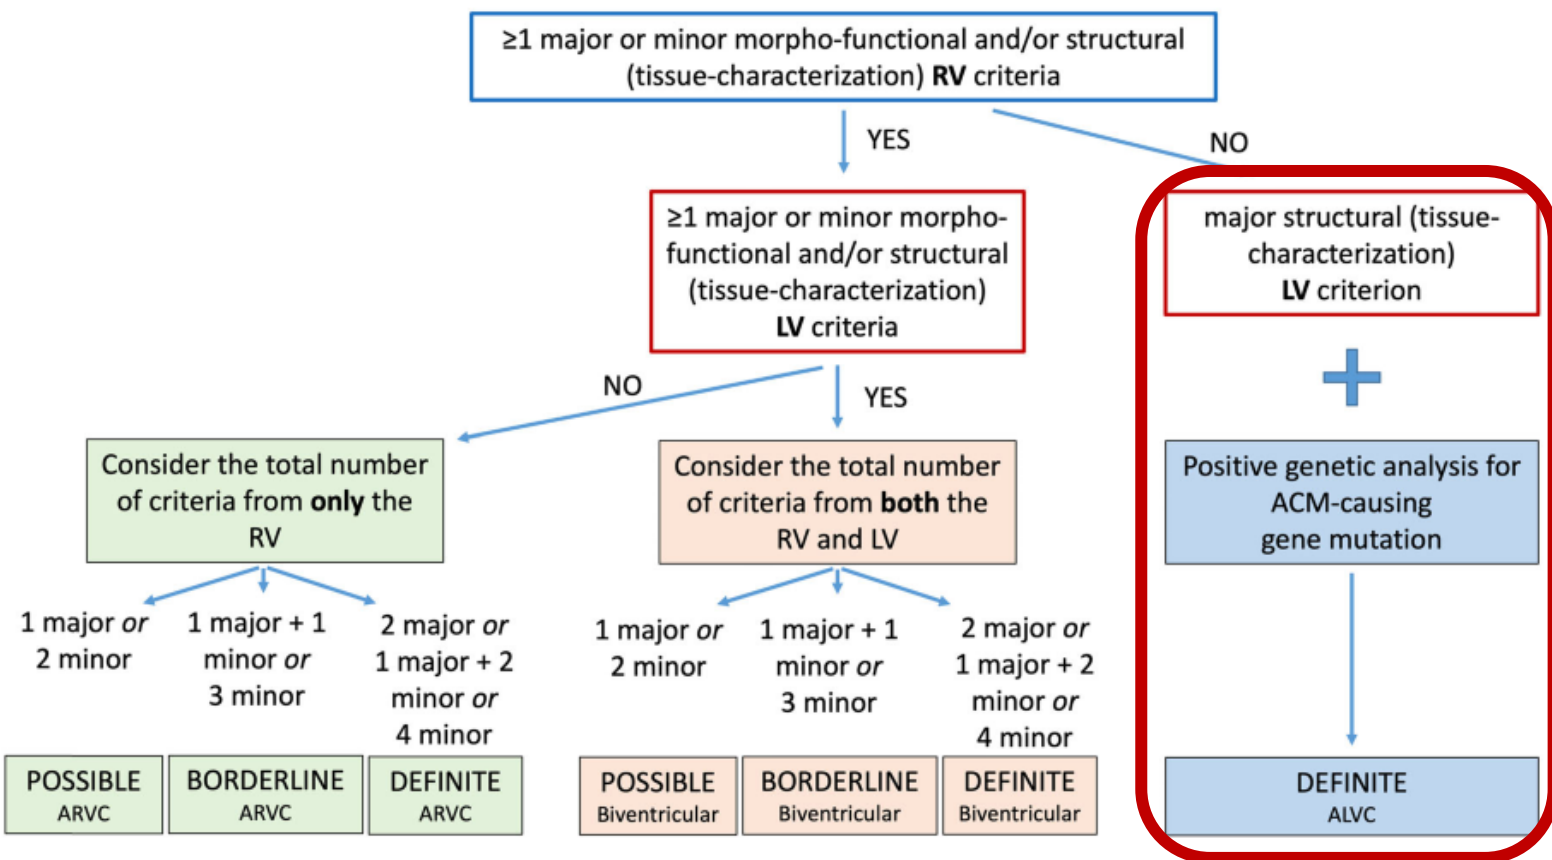 ≥1 major or minor morpho-functional and/or structural
(tissue-characterization) RV criteria
YES
NO
≥1 major or minor morpho-
functional and/or structural
(tissue-characterization)
LV criteria
major structural (tissue-
characterization)
LV criterion
NO
YES
Consider the total number
of criteria from only the
RV
Consider the total number
of criteria from both the
RV and LV
Positive genetic analysis for
ACM-causing
gene mutation
1 major or
2 minor
1 major + 1
minor or
3 minor
2 major or
1 major + 2
minor or
4 minor
1 major or
2 minor
1 major + 1
minor or
3 minor
2 major or
1 major + 2
minor or
4 minor
POSSIBLE
ARVC
BORDERLINE
ARVC
DEFINITE
ARVC
POSSIBLE
Biventricular
BORDERLINE
Biventricular
DEFINITE
Biventricular
DEFINITE
ALVC